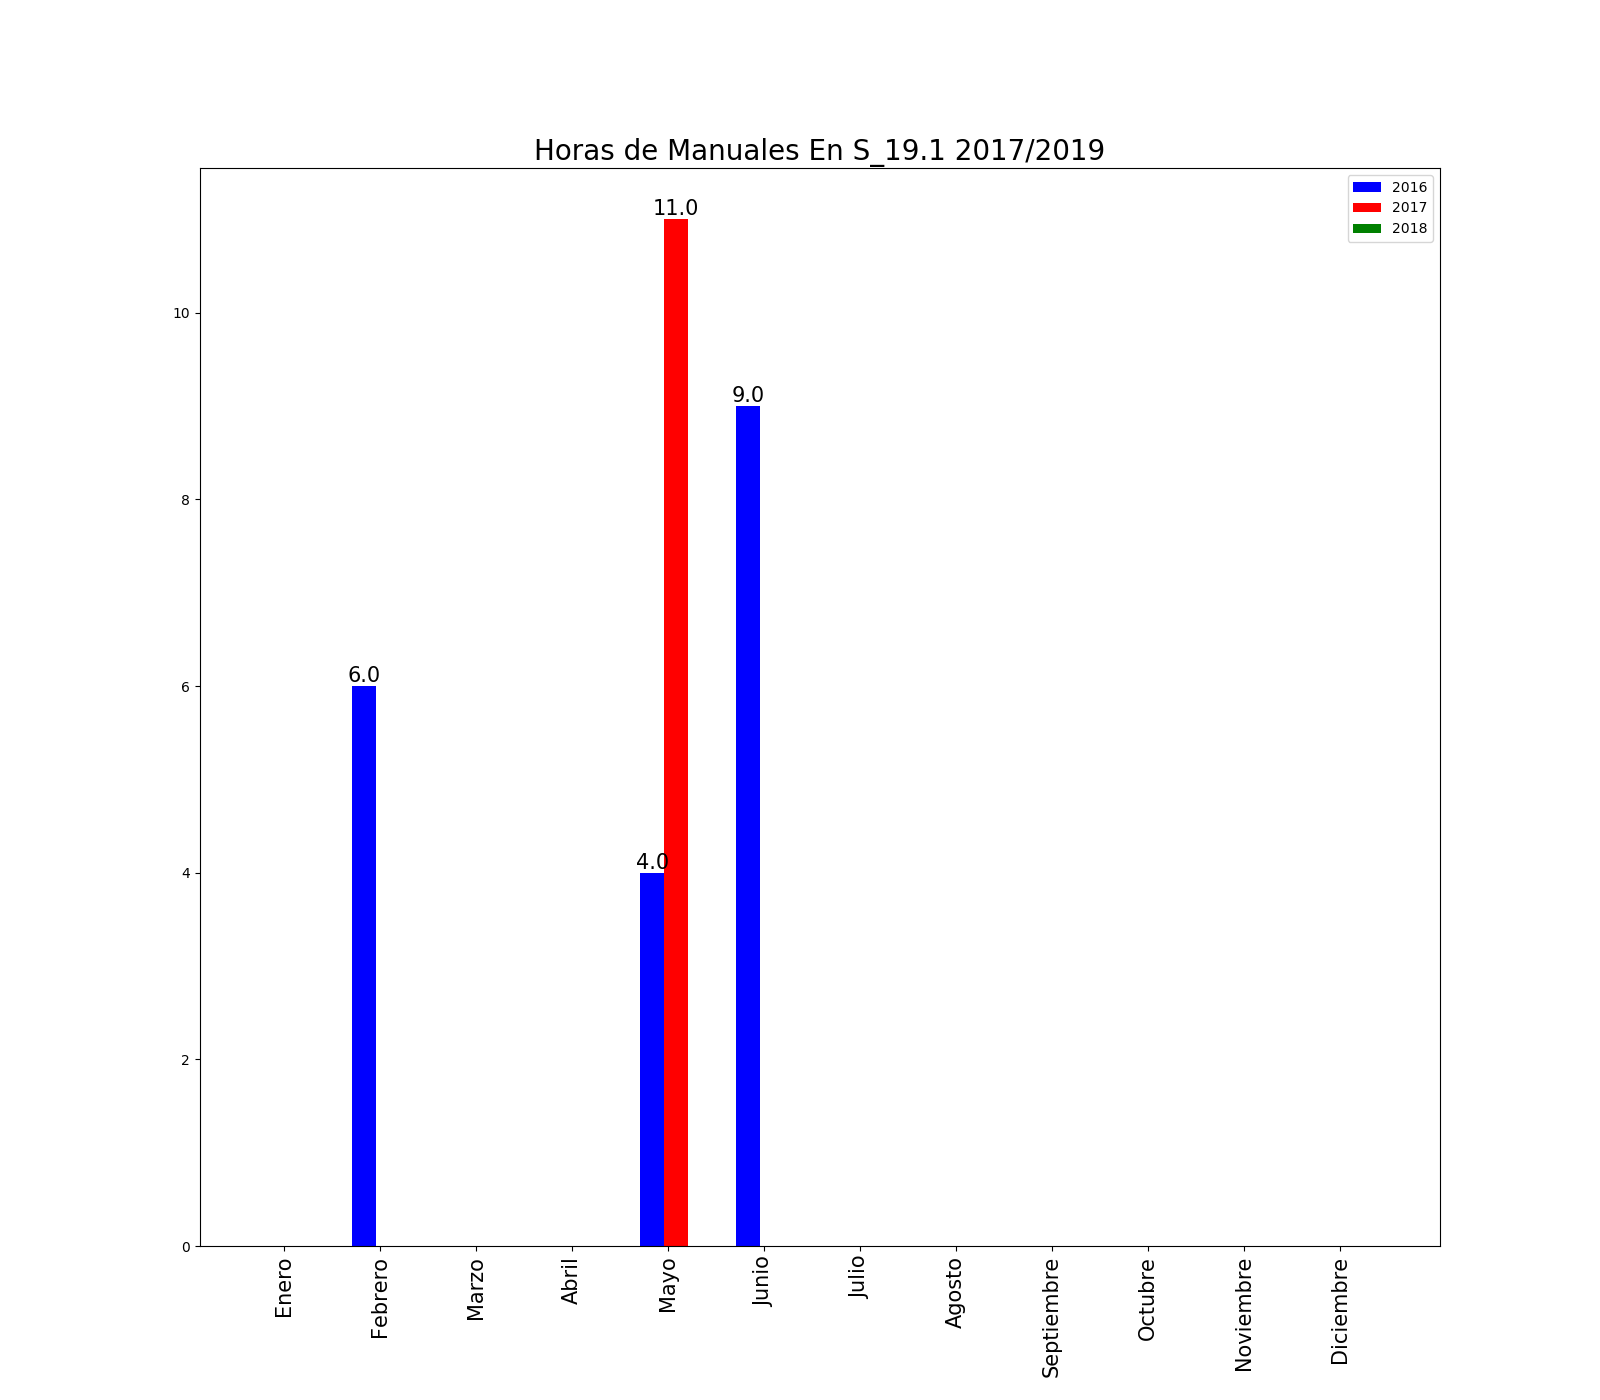 Horas de Manuales En S_19.1 2017/2019
2016
2017
2018
11.0
9.0
6.0
4.0
10
8
6
4
2
0
Enero
Febrero
Marzo
Abril
Mayo
Junio
Julio
Agosto
Septiembre
Octubre
Noviembre
Diciembre